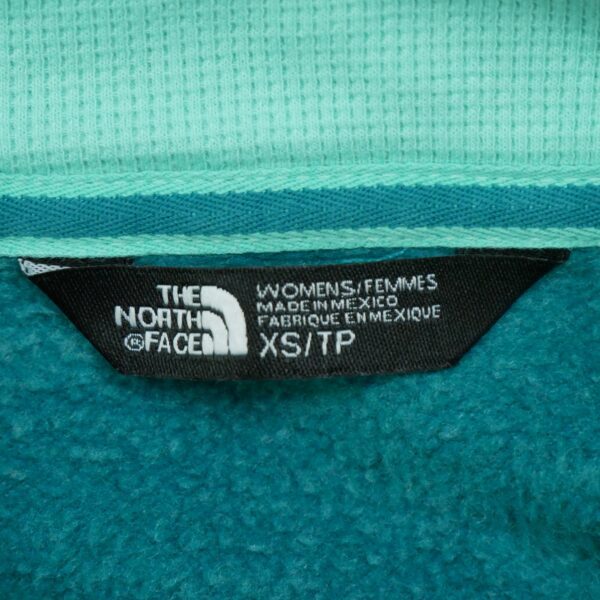 THE
NORTH
®FACE
WOMENS/FEMMES
MADE IN MEXICO
FABRIQUE EN MEXIQUE
XS/TP